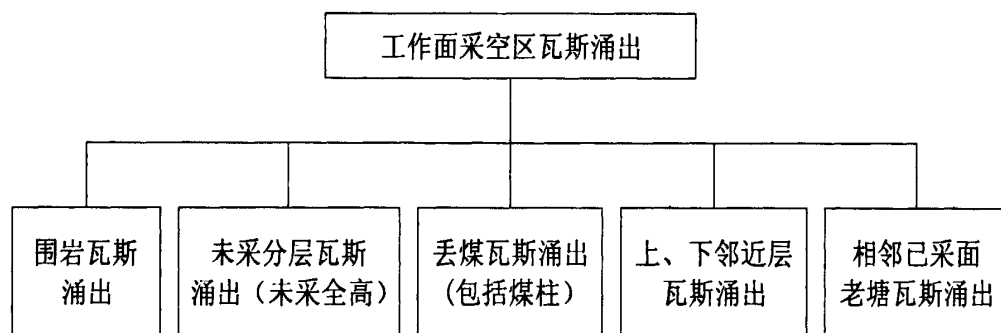 工作面采空区瓦斯涌出
围岩瓦斯
涌出
未采分层瓦斯
涌出（未采全高）
丢煤瓦斯涌出
(包括煤柱）
上、下邻近层
瓦斯涌出
相邻已采面
老塘瓦斯涌出